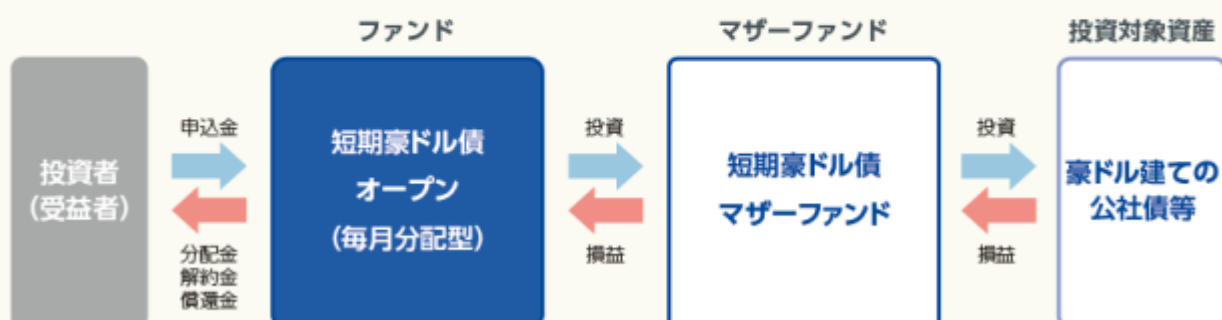 ファンド
マザーファンド
投資対象資産
投資者
（受益者）
申込金
分配金
解約金
償還金
短期豪ドル債
オープン
（毎月分配型）
投資
損益
短期豪ドル債
マザーファンド
投資
損益
豪ドル建ての
公社債等